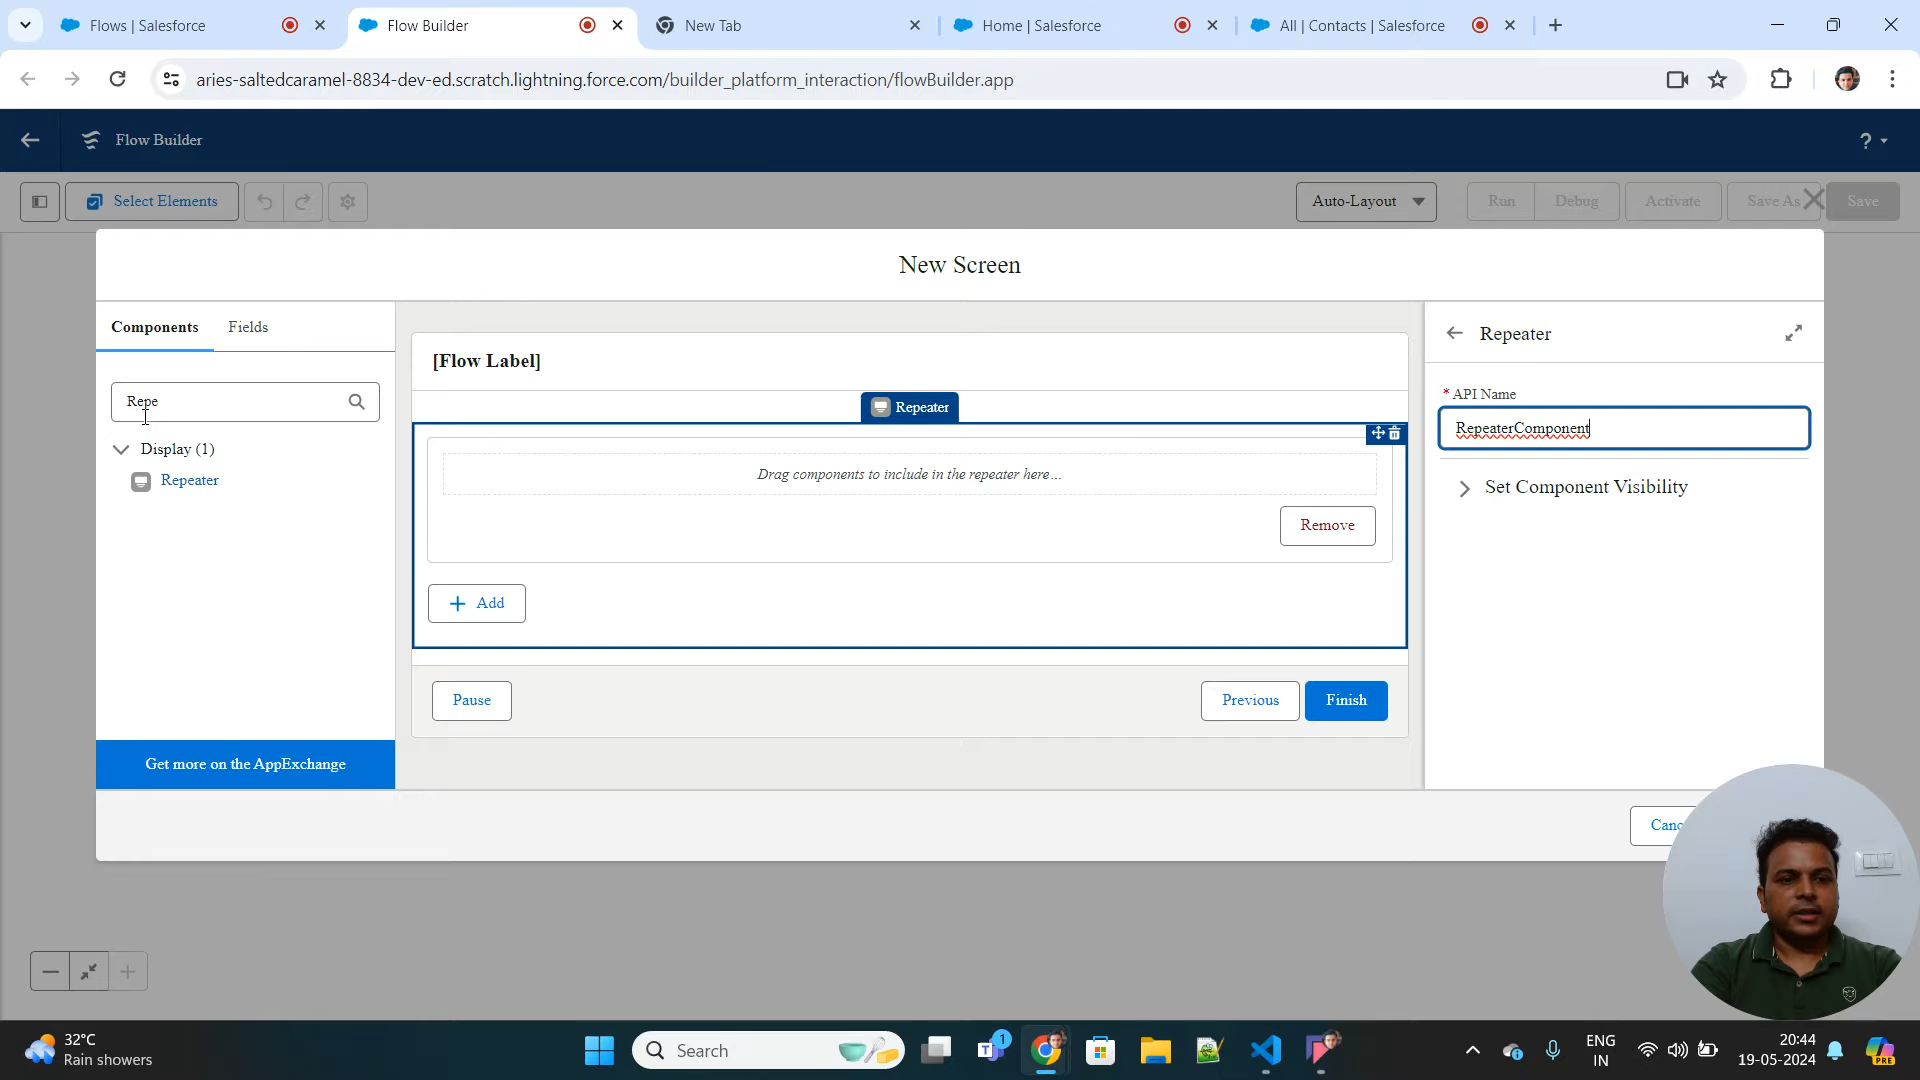 Flows | Salesforce
Flow Builder
New Tab
Home | Salesforce
All | Contacts | Salesforce
aries-saltedcaramel-8834-dev-ed.scratch.lightning.force.com/builder_platform_interaction/flowBuilder.app
Flow Builder
?
Select Elements
Auto-Layout
Run
Debug
Activate
Save As
Save
New Screen
Components
Fields
[Flow Label]
Repeater
* API Name
Repe
Repeater
RepeaterComponent
Display (1)
Repeater
Drag components to include in the repeater here...
Set Component Visibility
Remove
+ Add
Pause
Previous
Finish
Get more on the AppExchange
32°C
Rain showers
Search
1
ENG
IN
20:44
19-05-2024
PRE